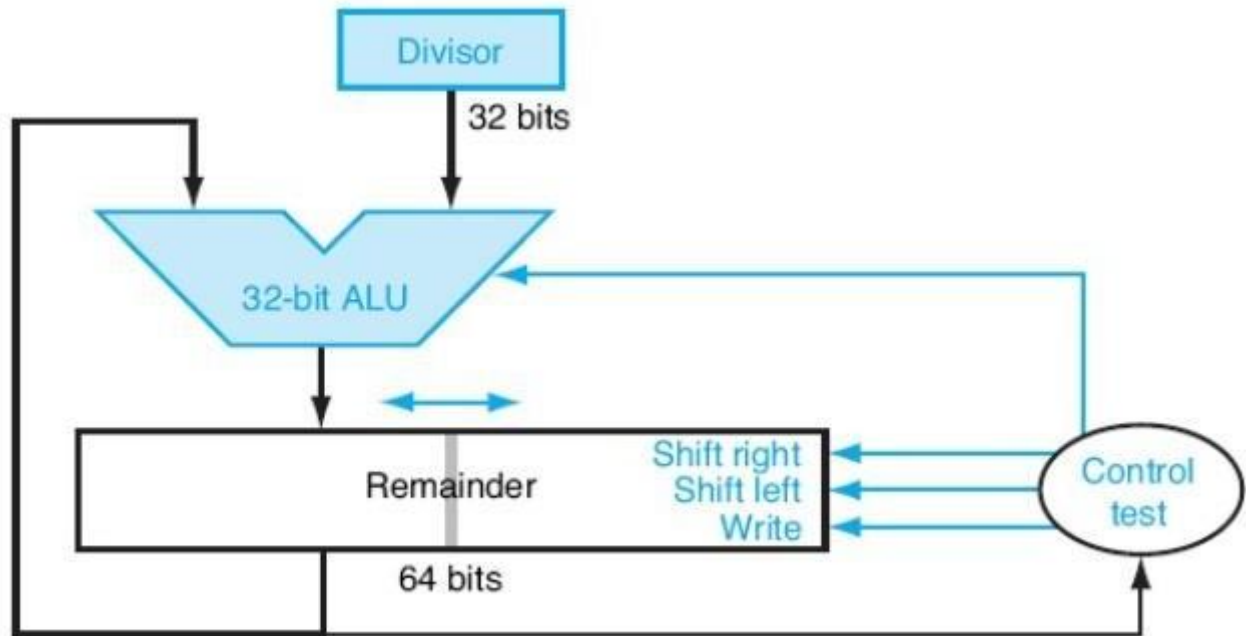 Divisor
32 bits
32-bit ALU
Remainder
Shift right
Shift left
Write
Control
test
64 bits